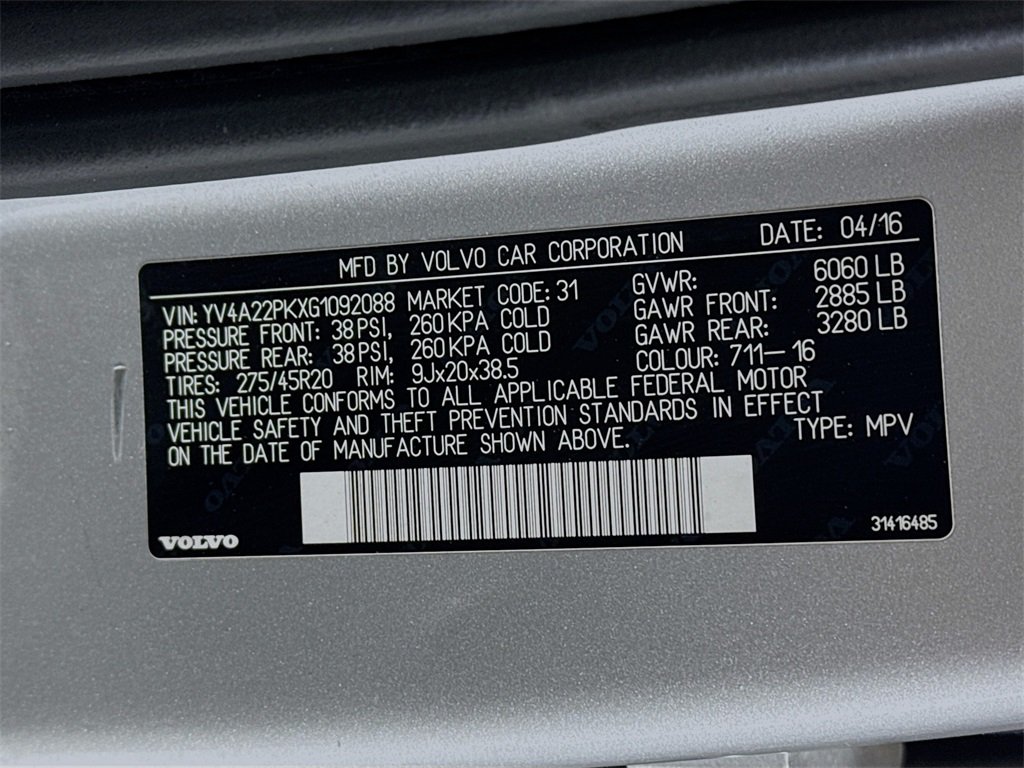 MFD BY VOLVO CAR CORPORATION DATE: 04/16
VIN: YV4A22PKXG1092088 MARKET CODE: 31 GVWR: 6060 LB
PRESSURE FRONT: 38 PSI, 260 KPA COLD GAWR FRONT: 2885 LB
PRESSURE REAR: 38 PSI, 260 KPA COLD GAWR REAR: 3280 LB
TIRES: 275/45R20 RIM: 9Jx20x38.5 COLOUR: 711-16
THIS VEHICLE CONFORMS TO ALL APPLICABLE FEDERAL MOTOR
VEHICLE SAFETY AND THEFT PREVENTION STANDARDS IN EFFECT
ON THE DATE OF MANUFACTURE SHOWN ABOVE. TYPE: MPV
VOLVO 31416485